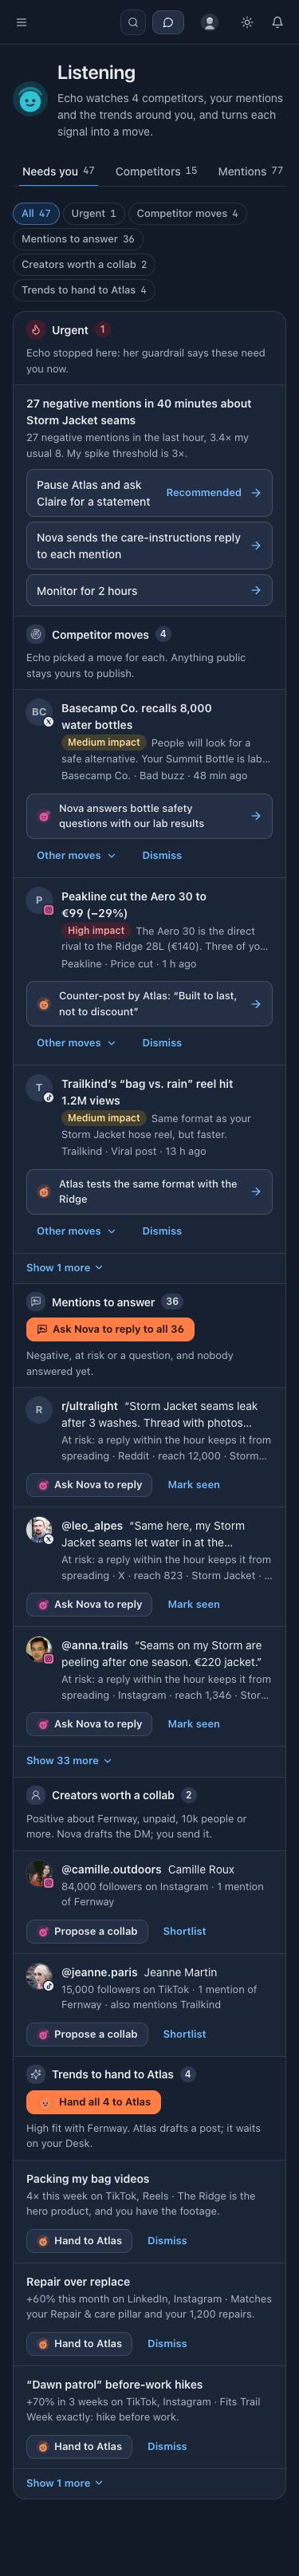 Listening
Echo watches 4 competitors, your mentions
and the trends around you, and turns each
signal into a move.
Needs you 47 Competitors 15 Mentions 77
All 47 Urgent 1 Competitor moves 4
Mentions to answer 36
Creators worth a collab 2
Trends to hand to Atlas 4
Urgent 1
Echo stopped here: her guardrail says these need
you now.
27 negative mentions in 40 minutes about
Storm Jacket seams
27 negative mentions in the last hour, 3.4× my
usual 8. My spike threshold is 3×.
Pause Atlas and ask
Claire for a statement
Recommended
Nova sends the care-instructions reply
to each mention
Monitor for 2 hours
Competitor moves 4
Echo picked a move for each. Anything public
stays yours to publish.
BC
Basecamp Co. recalls 8,000
water bottles
Medium impact People will look for a
safe alternative. Your Summit Bottle is lab…
Basecamp Co. · Bad buzz · 48 min ago
Nova answers bottle safety
questions with our lab results
Other moves Dismiss
P
Peakline cut the Aero 30 to
€99 (−29%)
High impact The Aero 30 is the direct
rival to the Ridge 28L (€140). Three of yo…
Peakline · Price cut · 1 h ago
Counter-post by Atlas: “Built to last,
not to discount”
Other moves Dismiss
T
Trailkind’s “bag vs. rain” reel hit
1.2M views
Medium impact Same format as your
Storm Jacket hose reel, but faster.
Trailkind · Viral post · 13 h ago
Atlas tests the same format with the
Ridge
Other moves Dismiss
Show 1 more
Mentions to answer 36
Ask Nova to reply to all 36
Negative, at risk or a question, and nobody
answered yet.
R
r/ultralight “Storm Jacket seams leak
after 3 washes. Thread with photos…
At risk: a reply within the hour keeps it from
spreading · Reddit · reach 12,000 · Storm…
Ask Nova to reply Mark seen
@leo_alpes “Same here, my Storm
Jacket seams let water in at the…
At risk: a reply within the hour keeps it from
spreading · X · reach 823 · Storm Jacket · …
Ask Nova to reply Mark seen
@anna.trails “Seams on my Storm are
peeling after one season. €220 jacket.”
At risk: a reply within the hour keeps it from
spreading · Instagram · reach 1,346 · Stor…
Ask Nova to reply Mark seen
Show 33 more
Creators worth a collab 2
Positive about Fernway, unpaid, 10k people or
more. Nova drafts the DM; you send it.
@camille.outdoors Camille Roux
84,000 followers on Instagram · 1 mention
of Fernway
Propose a collab Shortlist
@jeanne.paris Jeanne Martin
15,000 followers on TikTok · 1 mention of
Fernway · also mentions Trailkind
Propose a collab Shortlist
Trends to hand to Atlas 4
Hand all 4 to Atlas
High fit with Fernway. Atlas drafts a post; it waits
on your Desk.
Packing my bag videos
4× this week on TikTok, Reels · The Ridge is the
hero product, and you have the footage.
Hand to Atlas Dismiss
Repair over replace
+60% this month on LinkedIn, Instagram · Matches
your Repair & care pillar and your 1,200 repairs.
Hand to Atlas Dismiss
“Dawn patrol” before-work hikes
+70% in 3 weeks on TikTok, Instagram · Fits Trail
Week exactly: hike before work.
Hand to Atlas Dismiss
Show 1 more